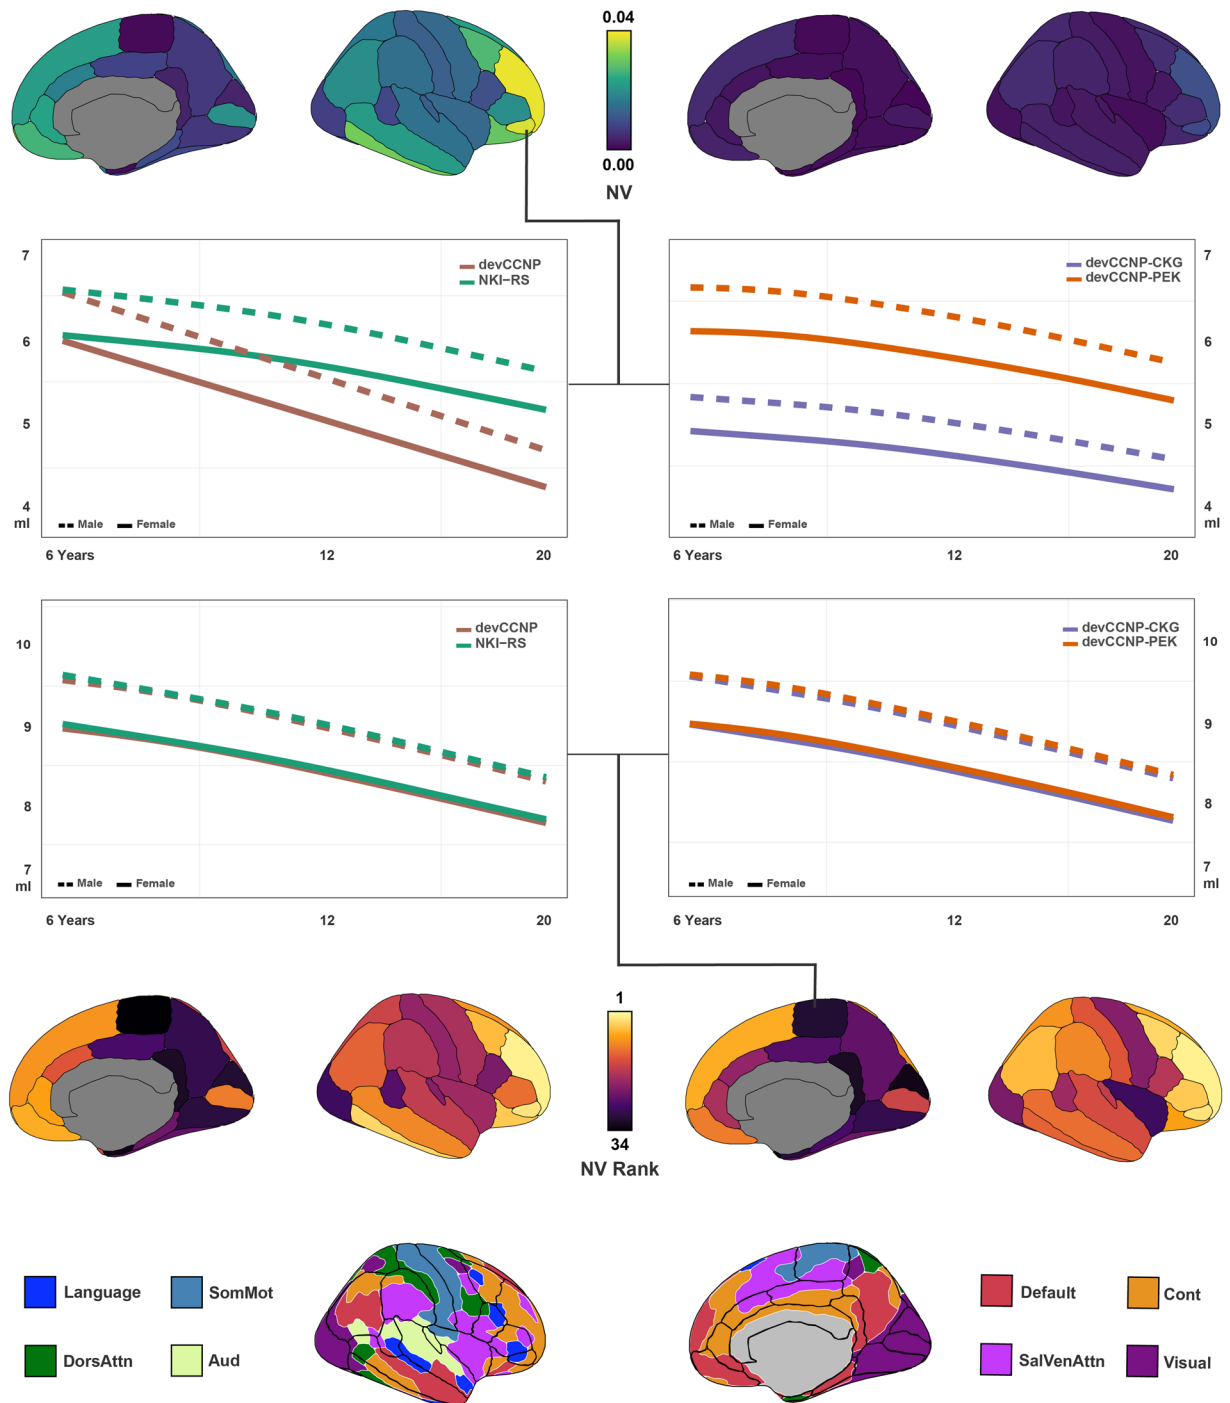 0.04
0.00
NV
7
6
5
4
ml
devCCNP
NKI−RS
Male
Female
6 Years
12
20
devCCNP-CKG
devCCNP-PEK
7
6
5
4
ml
Male
Female
6 Years
12
20
10
9
8
7
ml
devCCNP
NKI−RS
Male
Female
6 Years
12
20
devCCNP-CKG
devCCNP-PEK
10
9
8
7
ml
Male
Female
6 Years
12
20
1
34
NV Rank
Language
SomMot
DorsAttn
Aud
Default
Cont
SalVenAttn
Visual